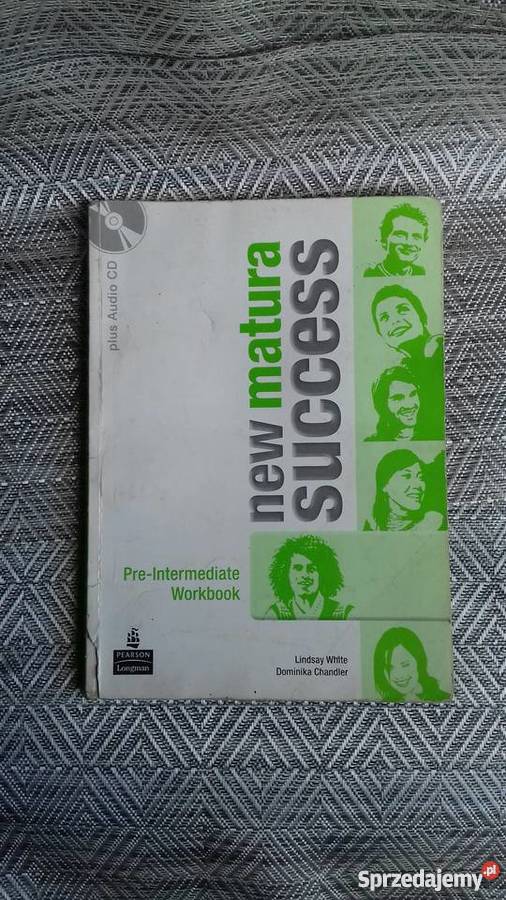 plus Audio CD
new matura
success
Pre-Intermediate
Workbook
Lindsay White
Dominika Chandler
PEARSON
Longman
Sprzedajemy.pl